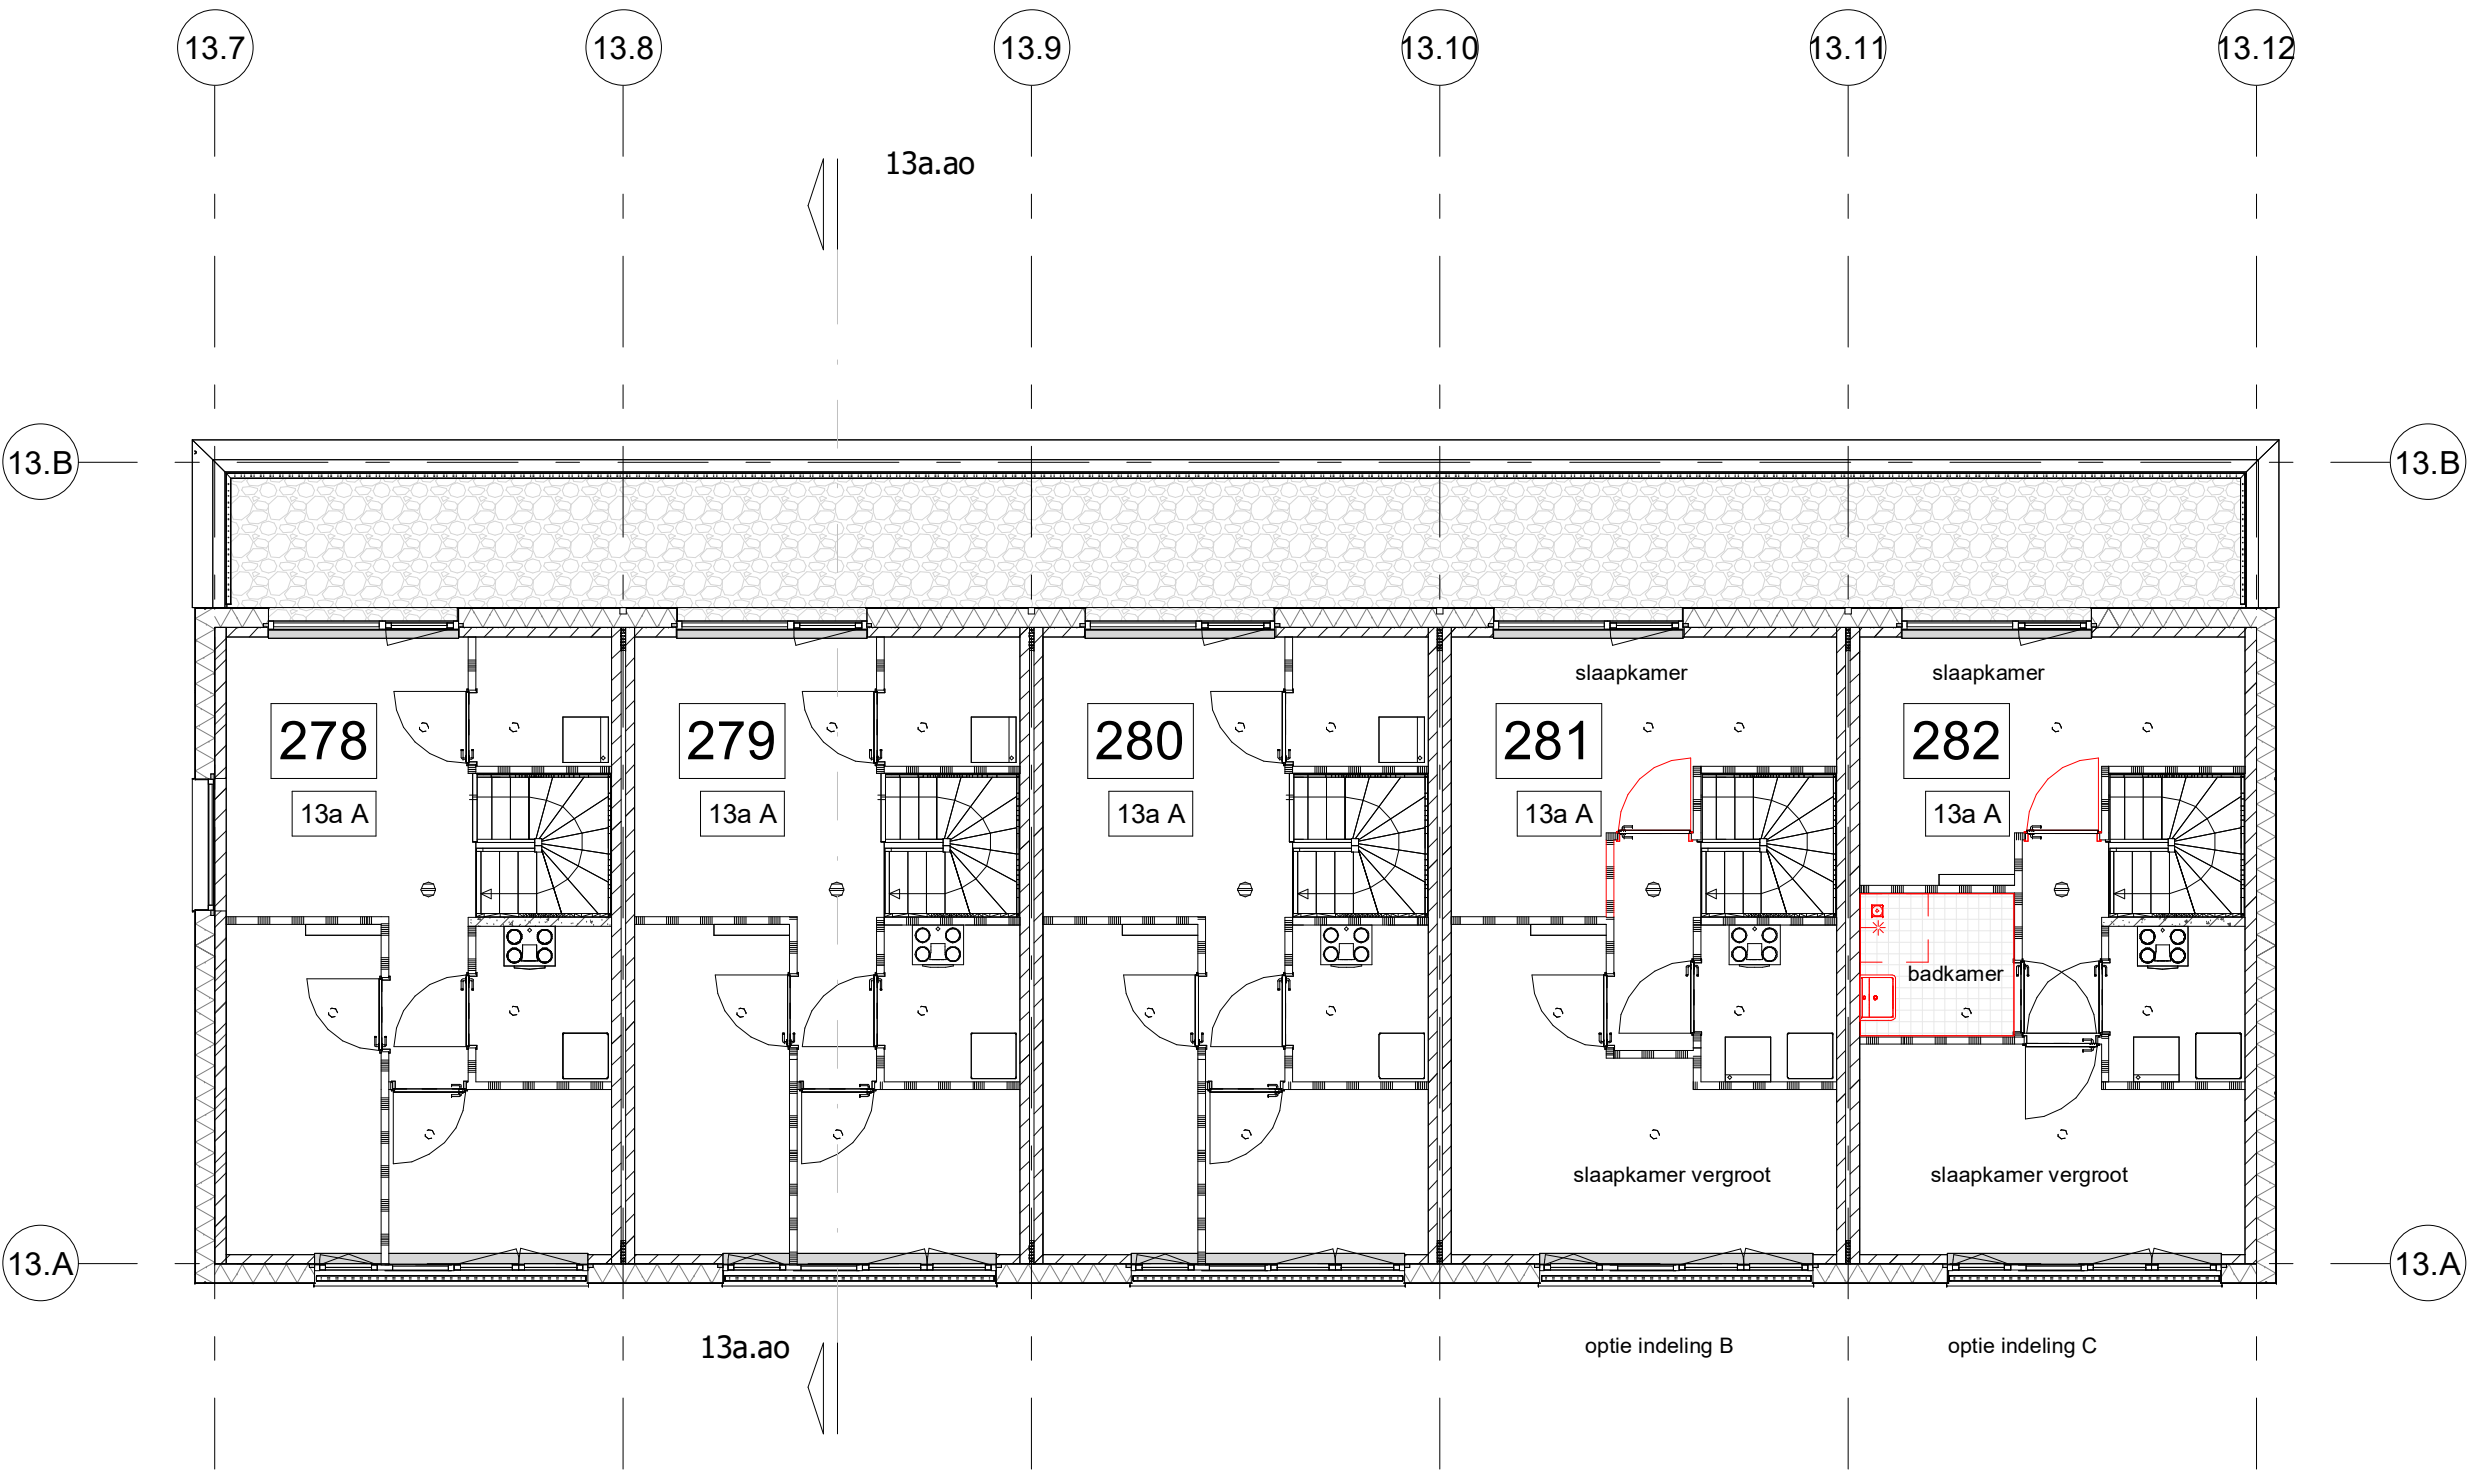 13.7 13.8 13.9 13.10 13.11 13.12
13a.ao
13.B 13.B
slaapkamer slaapkamer
278 279 280 281 282
13a A 13a A 13a A 13a A 13a A
badkamer
slaapkamer vergroot slaapkamer vergroot
13.A 13.A
13a.ao optie indeling B optie indeling C